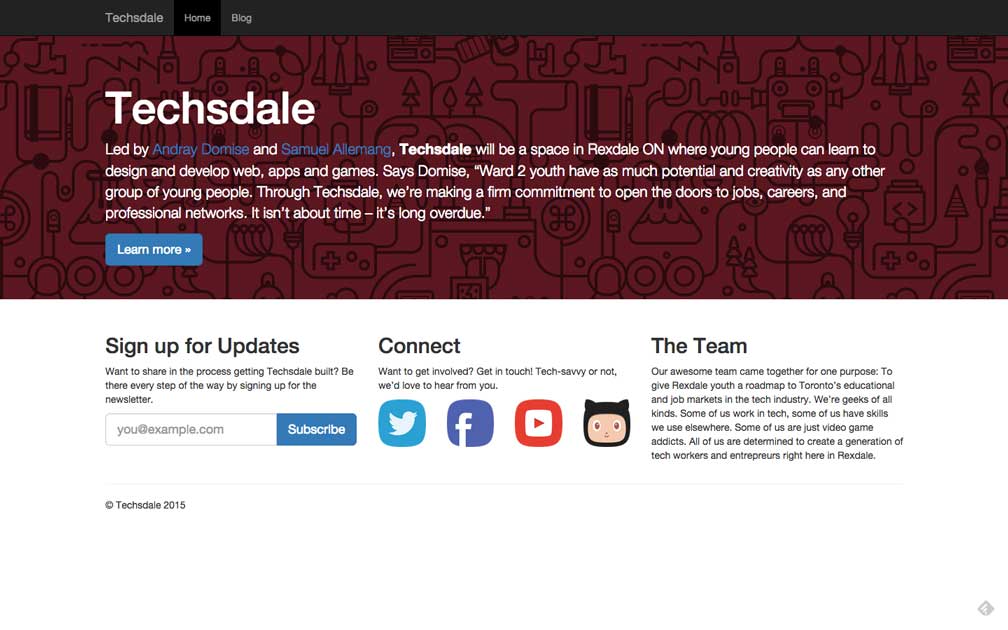 Techsdale Home Blog
Techsdale
Led by Andray Domise and Samuel Allemang, Techsdale will be a space in Rexdale ON where young people can learn to
design and develop web, apps and games. Says Domise, “Ward 2 youth have as much potential and creativity as any other
group of young people. Through Techsdale, we’re making a firm commitment to open the doors to jobs, careers, and
professional networks. It isn’t about time – it’s long overdue.”
Learn more »
Sign up for Updates
Want to share in the process getting Techsdale built? Be
there every step of the way by signing up for the
newsletter.
you@example.com Subscribe
Connect
Want to get involved? Get in touch! Tech-savvy or not,
we’d love to hear from you.
The Team
Our awesome team came together for one purpose: To
give Rexdale youth a roadmap to Toronto’s educational
and job markets in the tech industry. We’re geeks of all
kinds. Some of us work in tech, some of us have skills
we use elsewhere. Some of us are just video game
addicts. All of us are determined to create a generation of
tech workers and entrepreurs right here in Rexdale.
© Techsdale 2015